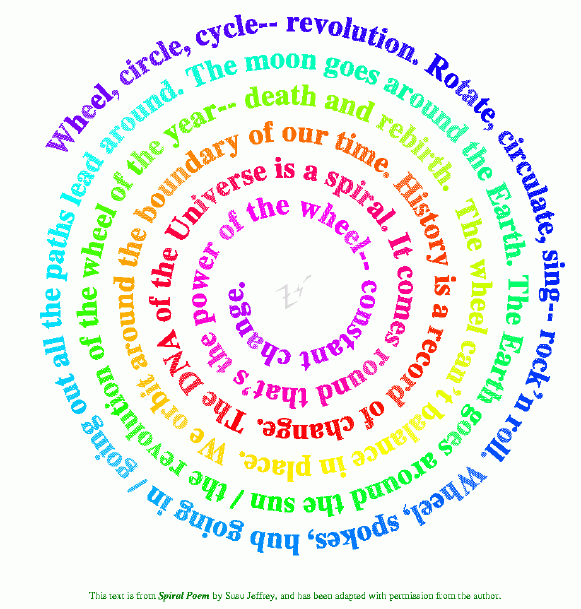 Wheel, circle, cycle-- revolution. Rotate, circulate, sing-- rock'n roll. Wheel, spokes, hub going in / going out all the paths lead around. The moon goes around the Earth. The Earth goes around the sun / the revolution of the wheel of the year-- death and rebirth. The wheel can't balance in place. We orbit around the boundary of our time. History is a record of change. The DNA of the Universe is a spiral. It comes round that's the power of the wheel-- constant change.
This text is from Spiral Poem by Susu Jeffrey, and has been adapted with permission from the author.